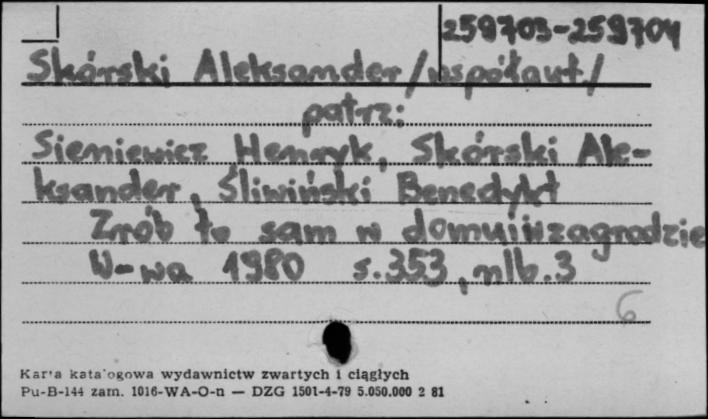 259703-259704
Skórski Aleksander /współaut./
patrz:
Sieniewicz Henryk, Skórski Ale-
ksander, Śliwiński Benedykt
Zrób to sam w domu i w zagrodzie
W-wa 1980 s. 353, nlb. 3
6
Karta katalogowa wydawnictw zwartych i ciągłych
Pu-B-144 zam. 1016-WA-O-n — DZG 1501-4-79 5.050.000 2 81